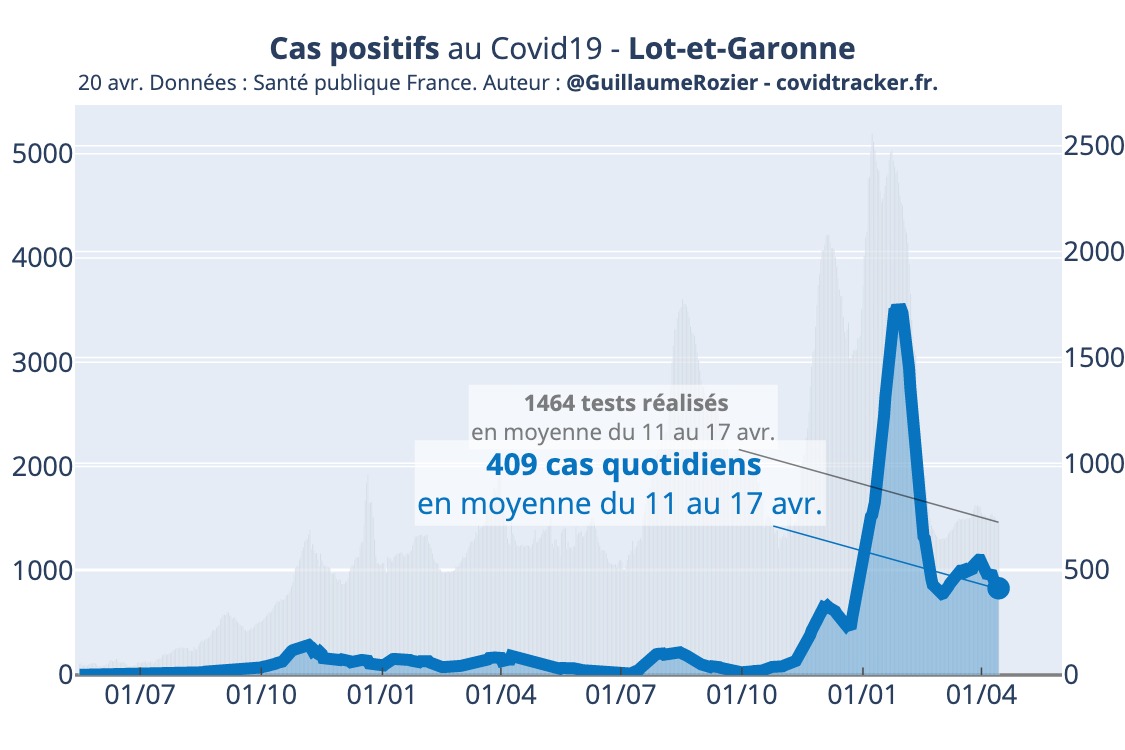 Cas positifs au Covid19 - Lot-et-Garonne
20 avr. Données : Santé publique France. Auteur : @GuillaumeRozier - covidtracker.fr.
5000
4000
3000
2000
1000
0
2500
2000
1500
1000
500
0
1464 tests réalisés
en moyenne du 11 au 17 avr.
409 cas quotidiens
en moyenne du 11 au 17 avr.
01/07 01/10 01/01 01/04 01/07 01/10 01/01 01/04